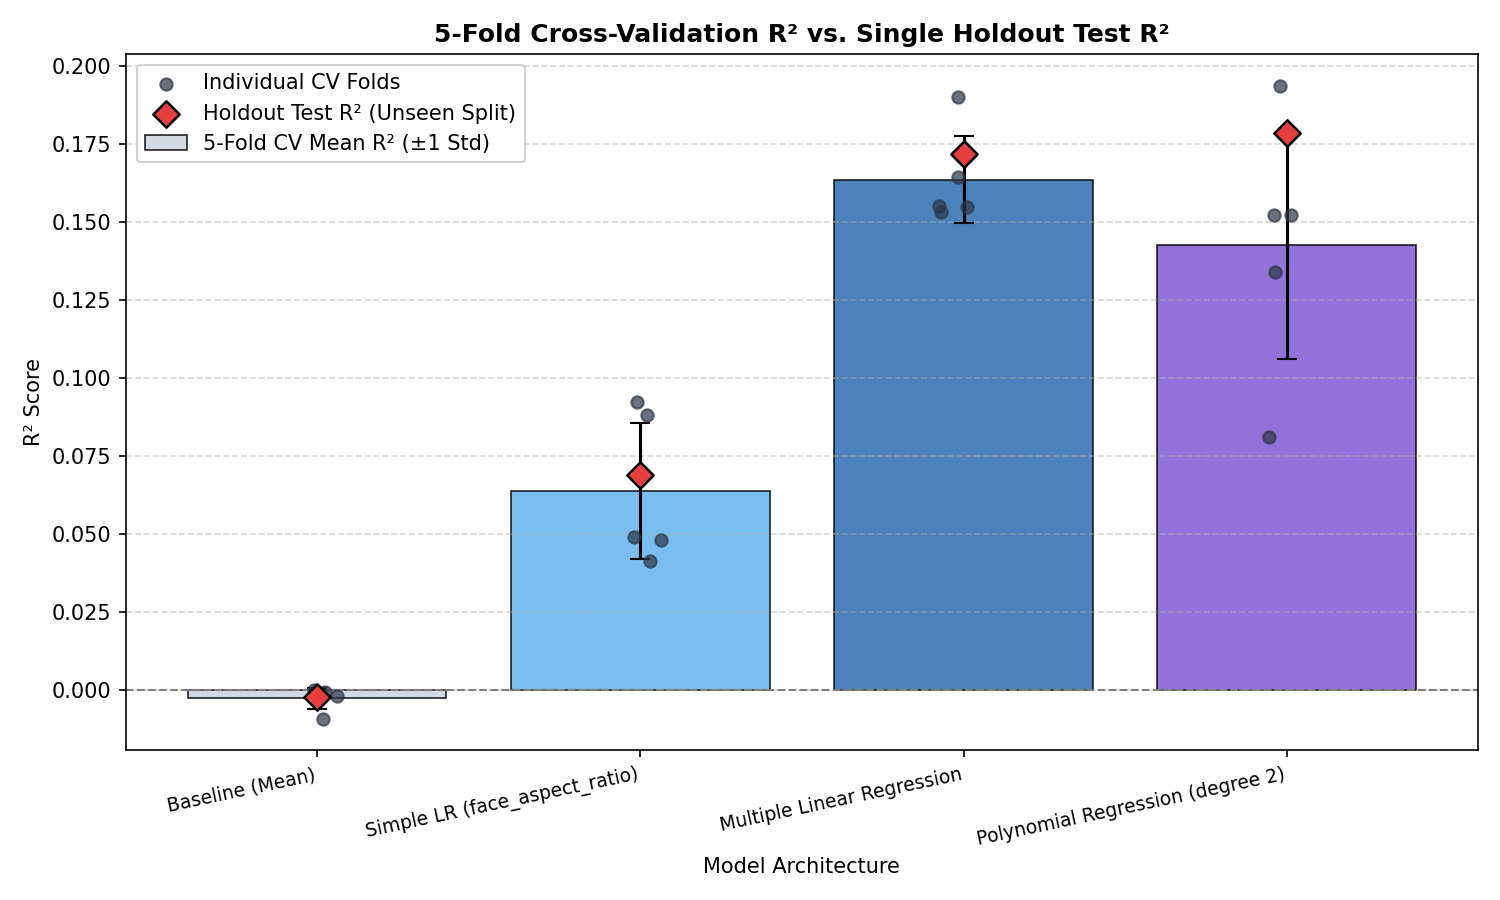 5-Fold Cross-Validation R² vs. Single Holdout Test R²
Individual CV Folds
Holdout Test R² (Unseen Split)
5-Fold CV Mean R² (±1 Std)
R² Score
0.200
0.175
0.150
0.125
0.100
0.075
0.050
0.025
0.000
Baseline (Mean)
Simple LR (face_aspect_ratio)
Multiple Linear Regression
Polynomial Regression (degree 2)
Model Architecture